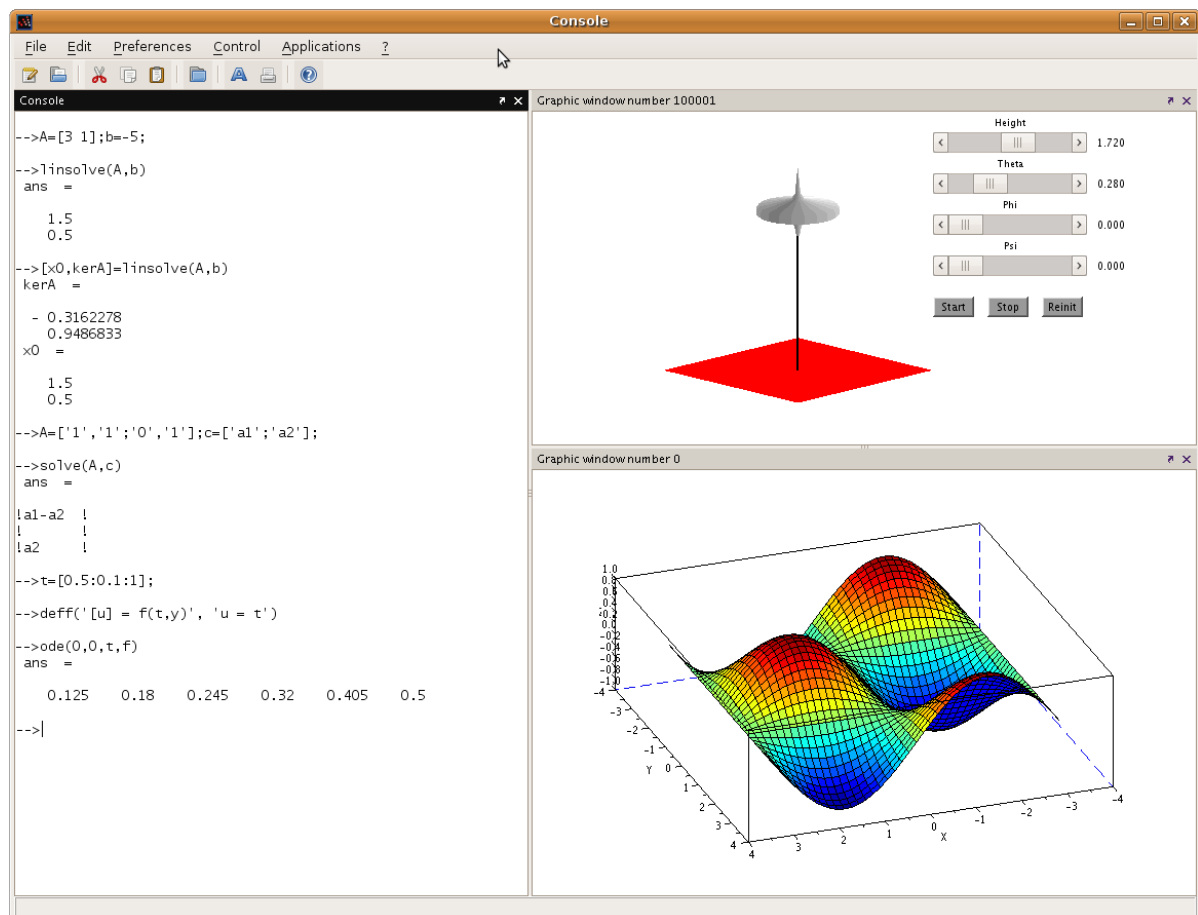 Console
File Edit Preferences Control Applications ?
Console
-->A=[3 1];b=-5;
-->linsolve(A,b)
ans =
1.5
0.5
-->[x0,kerA]=linsolve(A,b)
kerA =
- 0.3162278
0.9486833
x0 =
1.5
0.5
-->A=['1','1';'0','1'];c=['a1';'a2'];
-->solve(A,c)
ans =
!a1-a2 !
! !
!a2 !
-->t=[0.5:0.1:1];
-->deff('[u] = f(t,y)', 'u = t')
-->ode(0,0,t,f)
ans =
0.125 0.18 0.245 0.32 0.405 0.5
-->
Graphic window number 100001
Height
1.720
Theta
0.280
Phi
0.000
Psi
0.000
Start Stop Reinit
Graphic window number 0
1.0
0.8
0.6
0.4
0.2
0.0
-0.2
-0.4
-0.6
-0.8
-1.0
-4
-3
-2
-1
Y 0
1
2
3
4
4 3 2 1 0 -1 -2 -3 -4
X